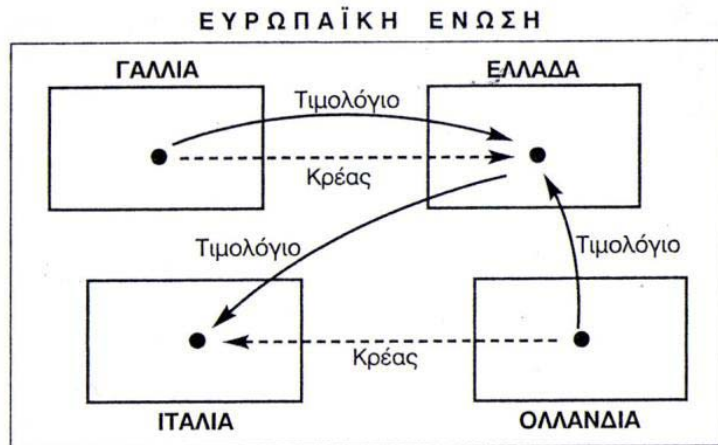 ΕΥΡΩΠΑΪΚΗ ΕΝΩΣΗ
ΓΑΛΛΙΑ
ΕΛΛΑΔΑ
Τιμολόγιο
Κρέας
Τιμολόγιο
Τιμολόγιο
Κρέας
ΙΤΑΛΙΑ
ΟΛΛΑΝΔΙΑ